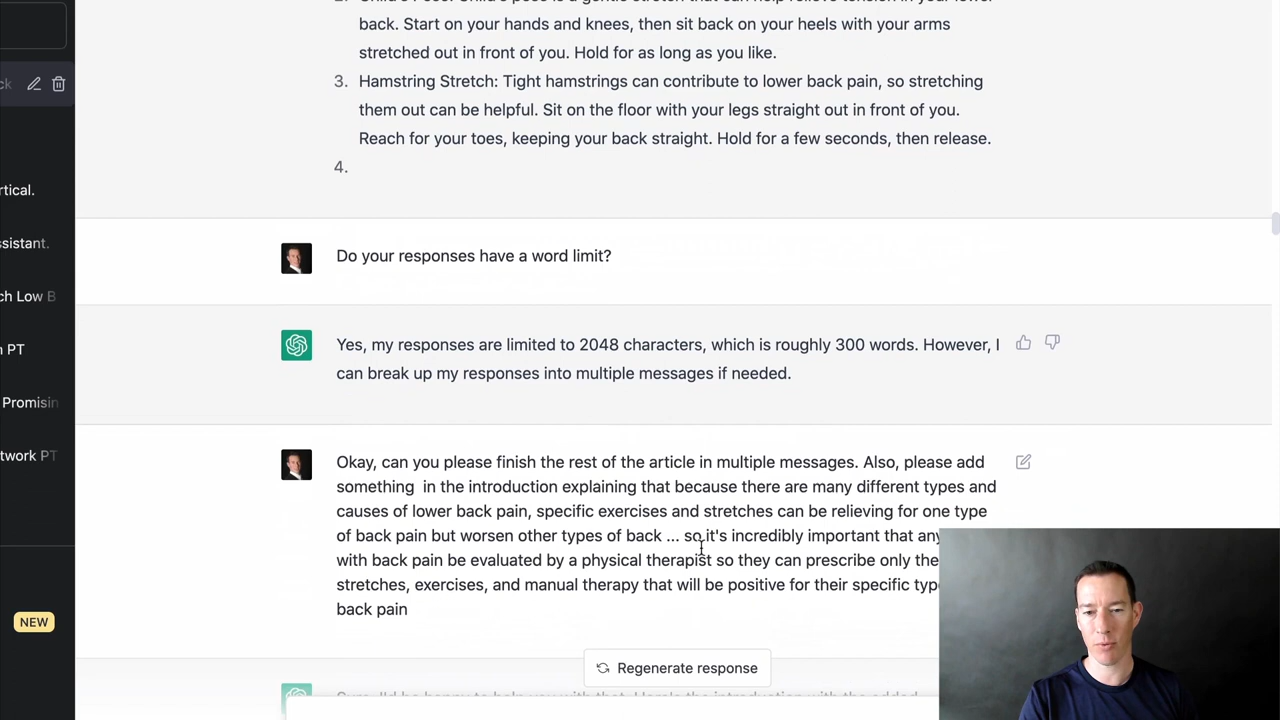 back. Start on your hands and knees, then sit back on your heels with your arms
stretched out in front of you. Hold for as long as you like.
3. Hamstring Stretch: Tight hamstrings can contribute to lower back pain, so stretching
them out can be helpful. Sit on the floor with your legs straight out in front of you.
Reach for your toes, keeping your back straight. Hold for a few seconds, then release.
4.
Do your responses have a word limit?
Yes, my responses are limited to 2048 characters, which is roughly 300 words. However, I
can break up my responses into multiple messages if needed.
Okay, can you please finish the rest of the article in multiple messages. Also, please add
something  in the introduction explaining that because there are many different types and
causes of lower back pain, specific exercises and stretches can be relieving for one type
of back pain but worsen other types of back ... so it's incredibly important that any
with back pain be evaluated by a physical therapist so they can prescribe only the
stretches, exercises, and manual therapy that will be positive for their specific typ
back pain
Regenerate response
ck
rtical.
ssistant.
ch Low B
n PT
Promisin
twork PT
NEW